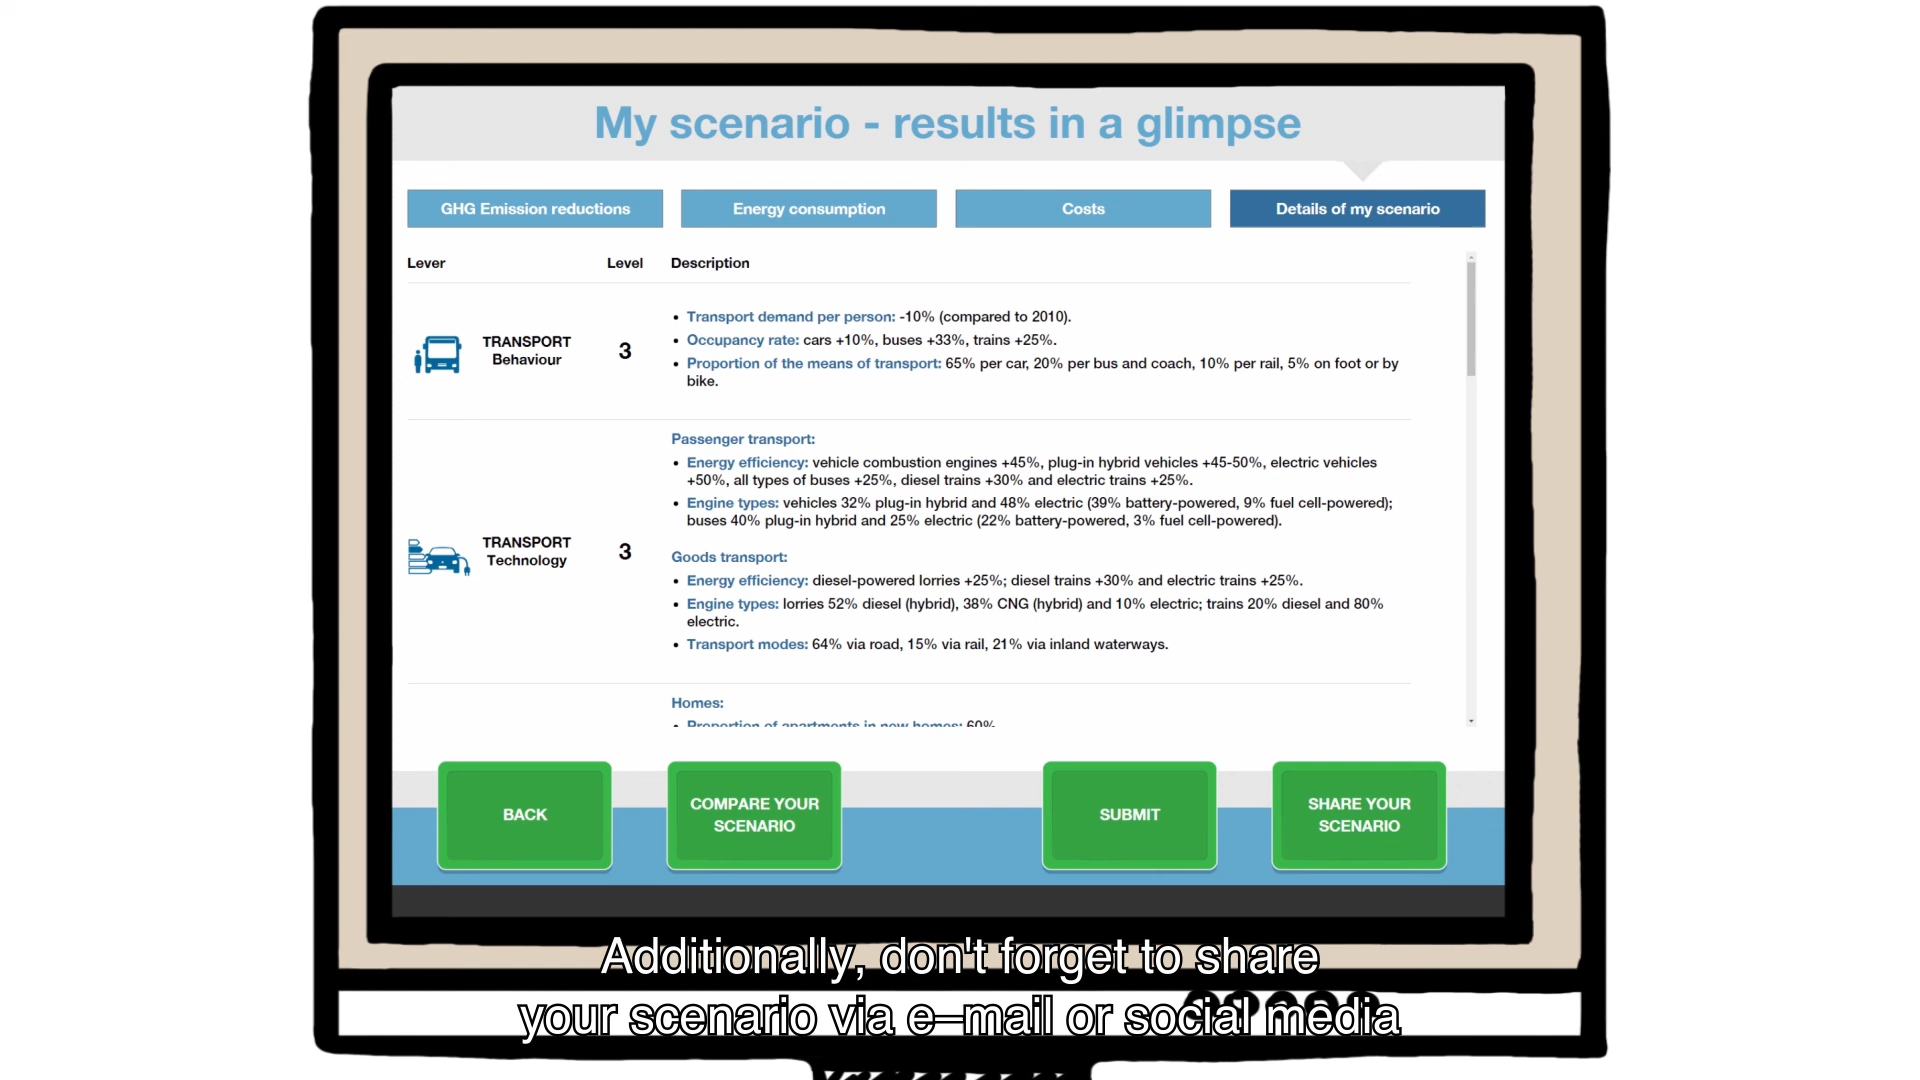 My scenario - results in a glimpse
GHG Emission reductions
Energy consumption
Costs
Details of my scenario
Lever
Level
Description
TRANSPORT
Behaviour
3
• Transport demand per person: -10% (compared to 2010).
• Occupancy rate: cars +10%, buses +33%, trains +25%.
• Proportion of the means of transport: 65% per car, 20% per bus and coach, 10% per rail, 5% on foot or by
bike.
TRANSPORT
Technology
3
Passenger transport:
• Energy efficiency: vehicle combustion engines +45%, plug-in hybrid vehicles +45-50%, electric vehicles
+50%, all types of buses +25%, diesel trains +30% and electric trains +25%.
• Engine types: vehicles 32% plug-in hybrid and 48% electric (39% battery-powered, 9% fuel cell-powered);
buses 40% plug-in hybrid and 25% electric (22% battery-powered, 3% fuel cell-powered).
Goods transport:
• Energy efficiency: diesel-powered lorries +25%; diesel trains +30% and electric trains +25%.
• Engine types: lorries 52% diesel (hybrid), 38% CNG (hybrid) and 10% electric; trains 20% diesel and 80%
electric.
• Transport modes: 64% via road, 15% via rail, 21% via inland waterways.
Homes:
• Proportion of apartments in new homes: 60%
BACK
COMPARE YOUR
SCENARIO
SUBMIT
SHARE YOUR
SCENARIO
Additionally, don't forget to share
your scenario via e–mail or social media